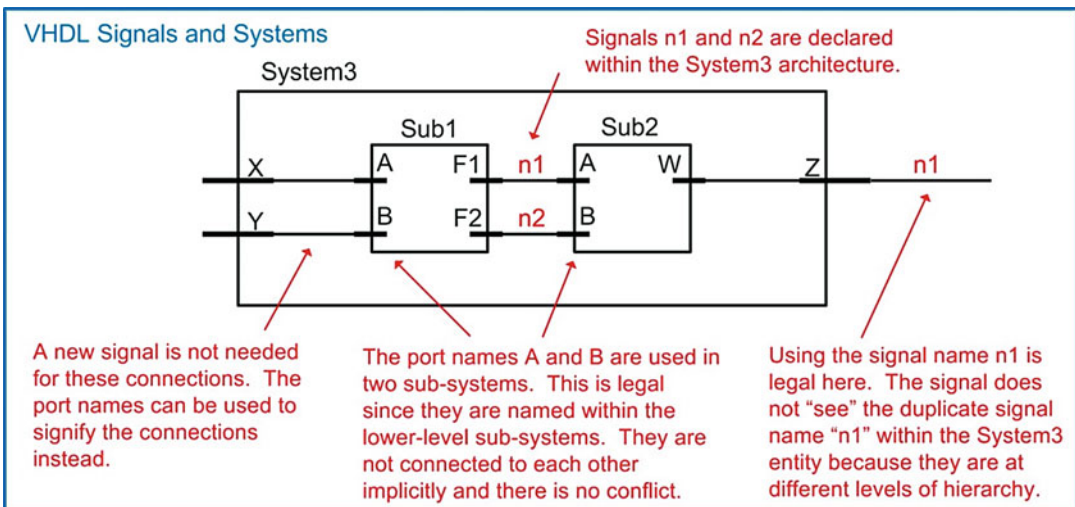 VHDL Signals and Systems
Signals n1 and n2 are declared
within the System3 architecture.
System3
Sub1
Sub2
X
A
F1
n1
A
W
Z
n1
Y
B
F2
n2
B
A new signal is not needed
for these connections.  The
port names can be used to
signify the connections
instead.
The port names A and B are used in
two sub-systems.  This is legal
since they are named within the
lower-level sub-systems.  They are
not connected to each other
implicitly and there is no conflict.
Using the signal name n1 is
legal here.  The signal does
not “see” the duplicate signal
name “n1” within the System3
entity because they are at
different levels of hierarchy.